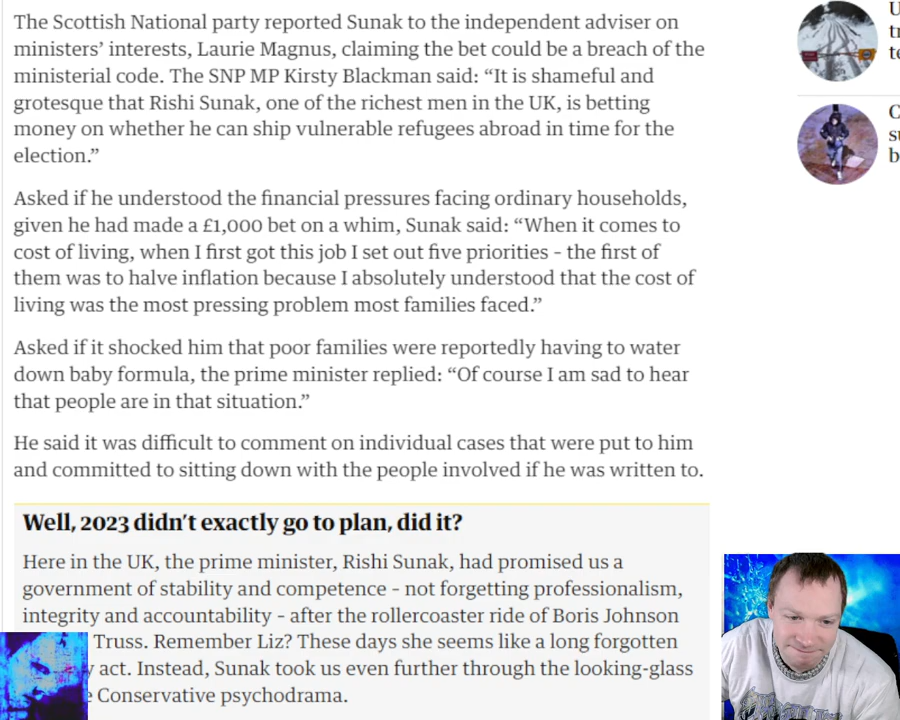 The Scottish National party reported Sunak to the independent adviser on
ministers’ interests, Laurie Magnus, claiming the bet could be a breach of the
ministerial code. The SNP MP Kirsty Blackman said: “It is shameful and
grotesque that Rishi Sunak, one of the richest men in the UK, is betting
money on whether he can ship vulnerable refugees abroad in time for the
election.”
Asked if he understood the financial pressures facing ordinary households,
given he had made a £1,000 bet on a whim, Sunak said: “When it comes to
cost of living, when I first got this job I set out five priorities – the first of
them was to halve inflation because I absolutely understood that the cost of
living was the most pressing problem most families faced.”
Asked if it shocked him that poor families were reportedly having to water
down baby formula, the prime minister replied: “Of course I am sad to hear
that people are in that situation.”
He said it was difficult to comment on individual cases that were put to him
and committed to sitting down with the people involved if he was written to.
Well, 2023 didn’t exactly go to plan, did it?
Here in the UK, the prime minister, Rishi Sunak, had promised us a
government of stability and competence – not forgetting professionalism,
integrity and accountability – after the rollercoaster ride of Boris Johnson
Truss. Remember Liz? These days she seems like a long forgotten
act. Instead, Sunak took us even further through the looking-glass
Conservative psychodrama.